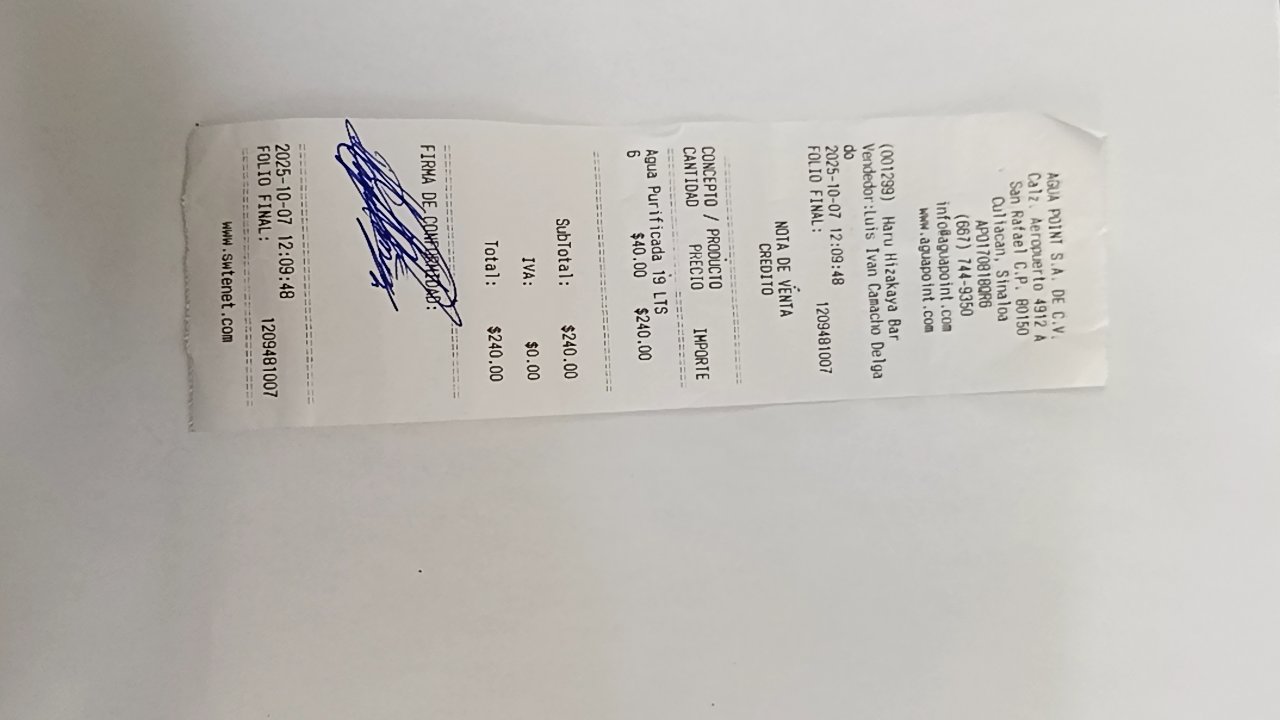 AGUA POINT S.A. DE C.V.
Calz. Aeropuerto 4912 A
San Rafael C.P. 80150
Culiacan, Sinaloa
APO170818QR6
(667) 744-9350
info@aguapoint.com
www.aguapoint.com
(001299) Haru Hizakaya Bar
Vendedor:Luis Ivan Camacho Delga
do
2025-10-07 12:09:48
FOLIO FINAL: 1209481007
NOTA DE VENTA
CREDITO
CONCEPTO / PRODUCTO
CANTIDAD PRECIO IMPORTE
Agua Purificada 19 LTS
6 $40.00 $240.00
SubTotal: $240.00
IVA: $0.00
Total: $240.00
FIRMA DE CONFORMIDAD:
2025-10-07 12:09:48
FOLIO FINAL: 1209481007
www.swtenet.com